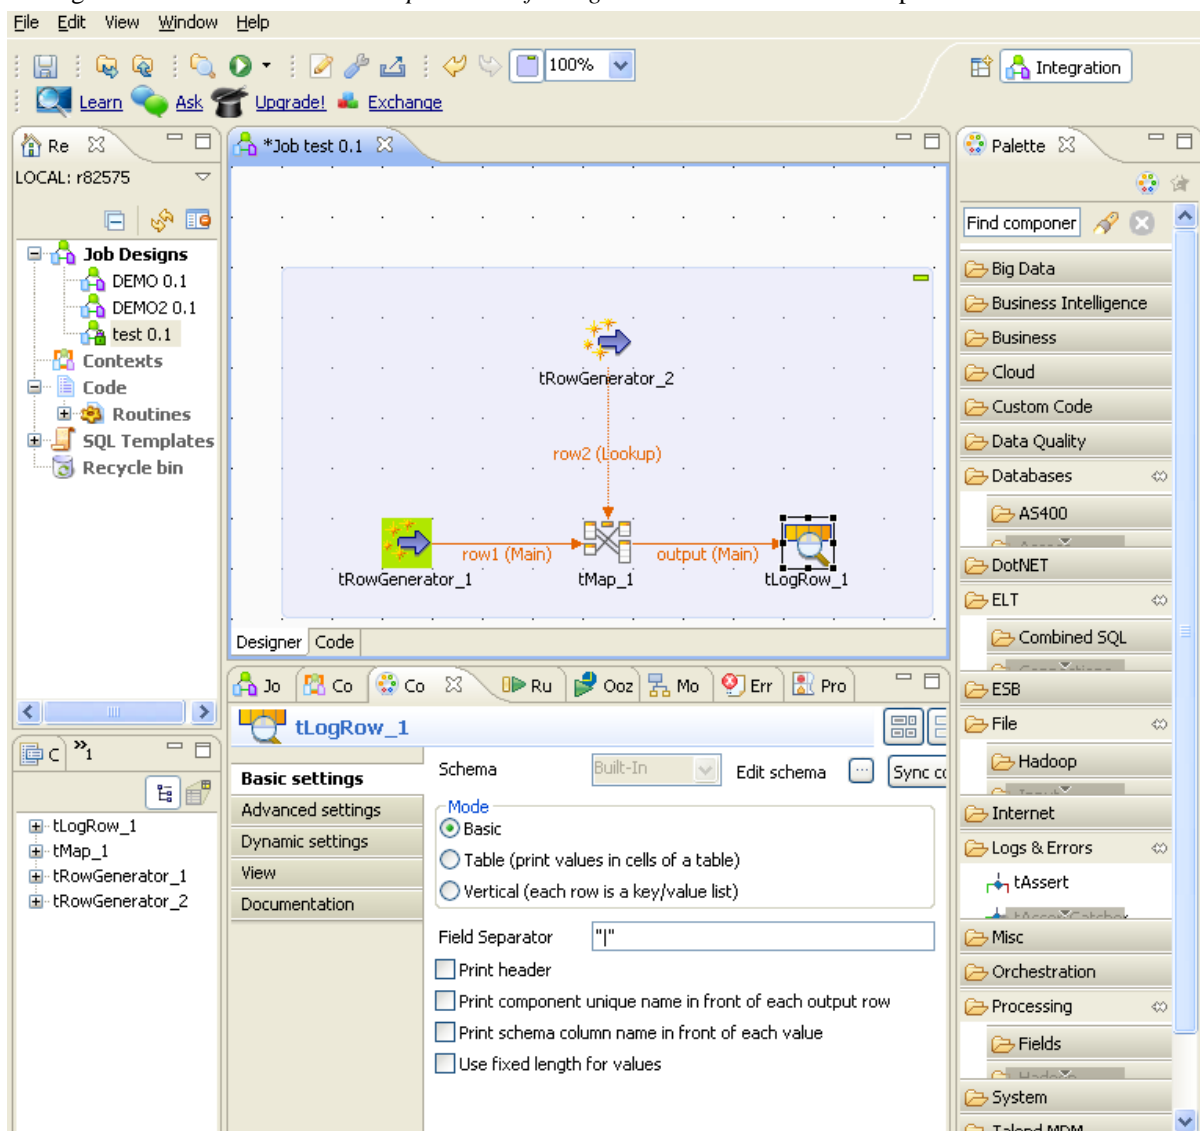 File Edit View Window Help
100%
Integration
Learn Ask Upgrade! Exchange
Re
*Job test 0.1
Palette
LOCAL: r82575
Find componer
Job Designs
DEMO 0.1
DEMO2 0.1
test 0.1
Contexts
Code
Routines
SQL Templates
Recycle bin
tRowGenerator_2
row2 (Lookup)
row1 (Main)
output (Main)
tRowGenerator_1
tMap_1
tLogRow_1
Designer Code
Big Data
Business Intelligence
Business
Cloud
Custom Code
Data Quality
Databases
AS400
DotNET
ELT
Combined SQL
ESB
File
Hadoop
Internet
Logs & Errors
tAssert
Misc
Orchestration
Processing
Fields
System
Talend MDM
Jo Co Co Ru Ooz Mo Err Pro
tLogRow_1
C »1
tLogRow_1
tMap_1
tRowGenerator_1
tRowGenerator_2
Basic settings
Advanced settings
Dynamic settings
View
Documentation
Schema Built-In Edit schema ... Sync co
Mode
Basic
Table (print values in cells of a table)
Vertical (each row is a key/value list)
Field Separator "|"
Print header
Print component unique name in front of each output row
Print schema column name in front of each value
Use fixed length for values